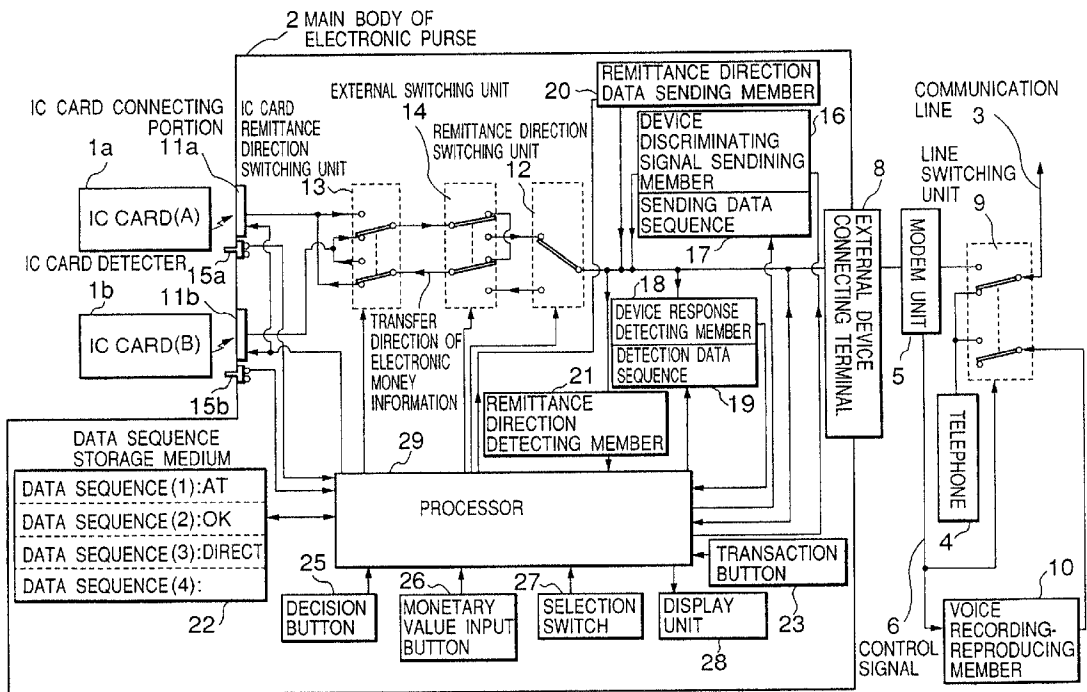 2 MAIN BODY OF
ELECTRONIC PURSE
IC CARD CONNECTING
PORTION
1a
11a
IC CARD(A)
IC CARD
REMITTANCE
DIRECTION
SWITCHING UNIT
13
EXTERNAL SWITCHING UNIT
14
REMITTANCE DIRECTION
SWITCHING UNIT
12
20
REMITTANCE DIRECTION
DATA SENDING MEMBER
16
DEVICE
DISCRIMINATING
SIGNAL SENDINING
MEMBER
SENDING DATA
SEQUENCE
17
COMMUNICATION
LINE
3
LINE
SWITCHING
UNIT
9
8
EXTERNAL DEVICE
CONNECTING TERMINAL
MODEM UNIT
5
IC CARD DETECTER
15a
1b
11b
IC CARD(B)
15b
TRANSFER
DIRECTION OF
ELECTRONIC
MONEY
INFORMATION
18
DEVICE RESPONSE
DETECTING MEMBER
DETECTION DATA
SEQUENCE
19
21
REMITTANCE
DIRECTION
DETECTING MEMBER
TELEPHONE
4
DATA SEQUENCE
STORAGE MEDIUM
DATA SEQUENCE(1):AT
DATA SEQUENCE(2):OK
DATA SEQUENCE(3):DIRECT
DATA SEQUENCE(4):
22
29
PROCESSOR
25
DECISION
BUTTON
26
MONETARY
VALUE INPUT
BUTTON
27
SELECTION
SWITCH
DISPLAY
UNIT
28
TRANSACTION
BUTTON
23
6
CONTROL
SIGNAL
10
VOICE
RECORDING-
REPRODUCING
MEMBER